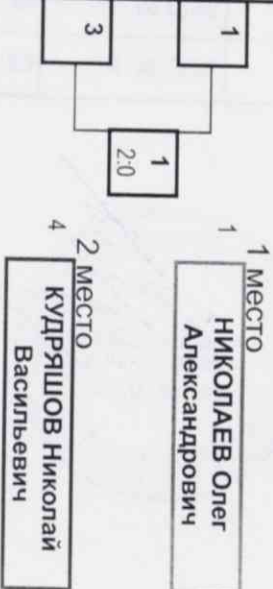 1
3
1
2:0
1 место
1
НИКОЛАЕВ Олег
Александрович
2 место
4
КУДРЯШОВ Николай
Васильевич